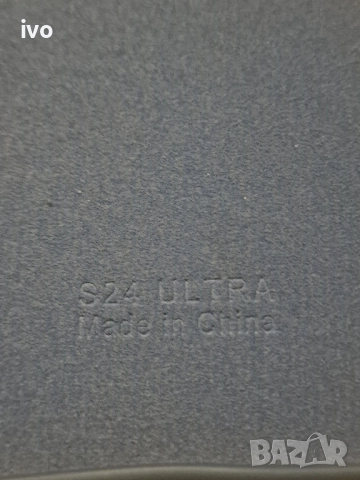 ivo
S24 ULTRA
Made in China
BAZAR